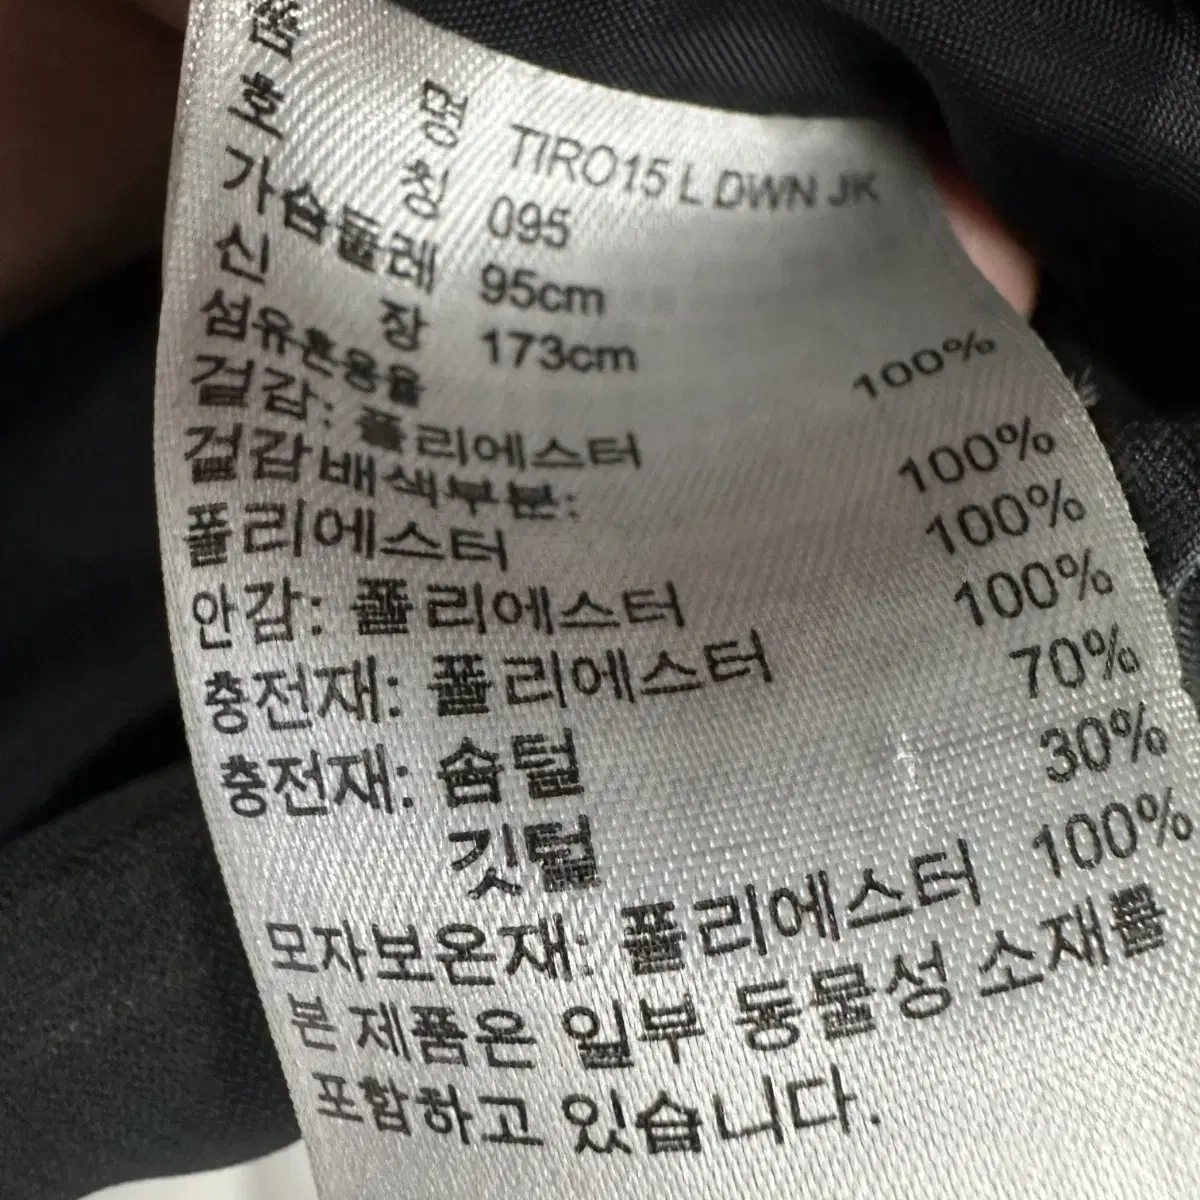 품 명 TIRO15 L DWN JK
호 칭 095
가슴둘레 95cm
신 장 173cm
섬유혼용율
겉감: 폴리에스터 100%
겉감배색부분:
폴리에스터 100%
안감: 폴리에스터 100%
충전재: 폴리에스터 100%
충전재: 솜털 70%
깃털 30%
모자보온재: 폴리에스터 100%
본 제품은 일부 동물성 소재를
포함하고 있습니다.